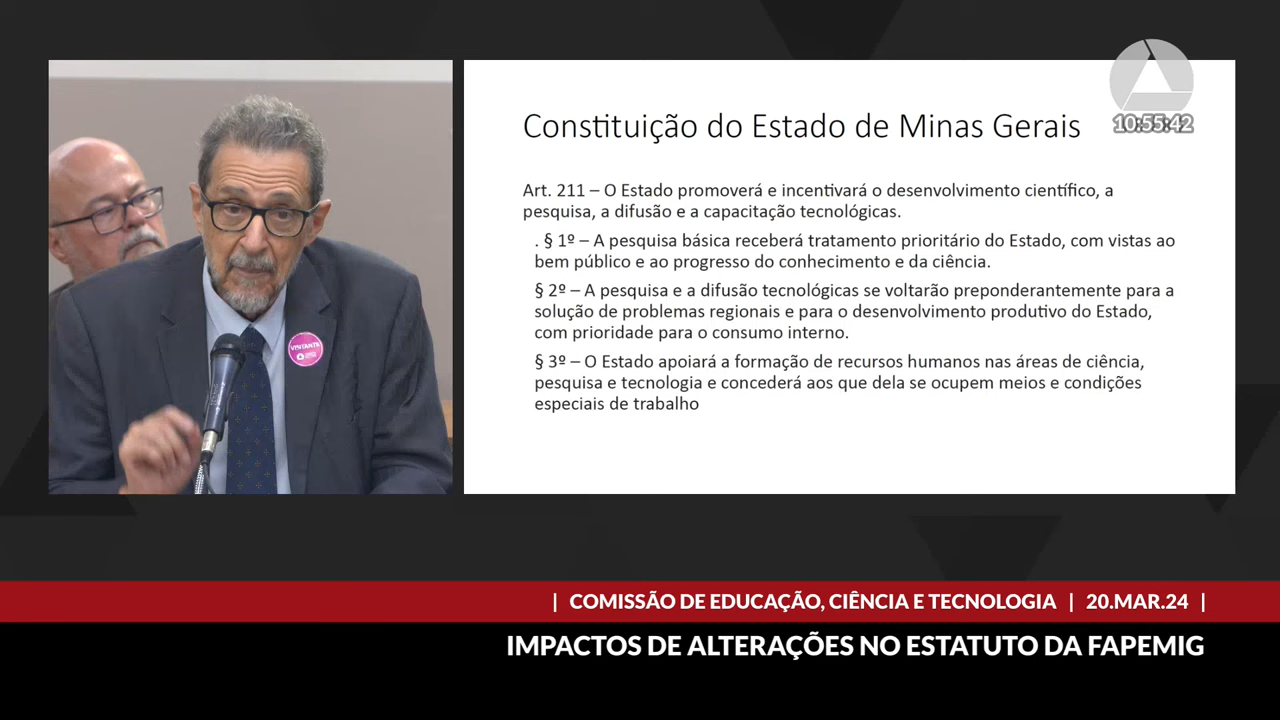 10:55:42
Constituição do Estado de Minas Gerais
Art. 211 – O Estado promoverá e incentivará o desenvolvimento científico, a
pesquisa, a difusão e a capacitação tecnológicas.
. § 1º – A pesquisa básica receberá tratamento prioritário do Estado, com vistas ao
bem público e ao progresso do conhecimento e da ciência.
§ 2º – A pesquisa e a difusão tecnológicas se voltarão preponderantemente para a
solução de problemas regionais e para o desenvolvimento produtivo do Estado,
com prioridade para o consumo interno.
§ 3º – O Estado apoiará a formação de recursos humanos nas áreas de ciência,
pesquisa e tecnologia e concederá aos que dela se ocupem meios e condições
especiais de trabalho
VISITANTE
| COMISSÃO DE EDUCAÇÃO, CIÊNCIA E TECNOLOGIA | 20.MAR.24 |
IMPACTOS DE ALTERAÇÕES NO ESTATUTO DA FAPEMIG